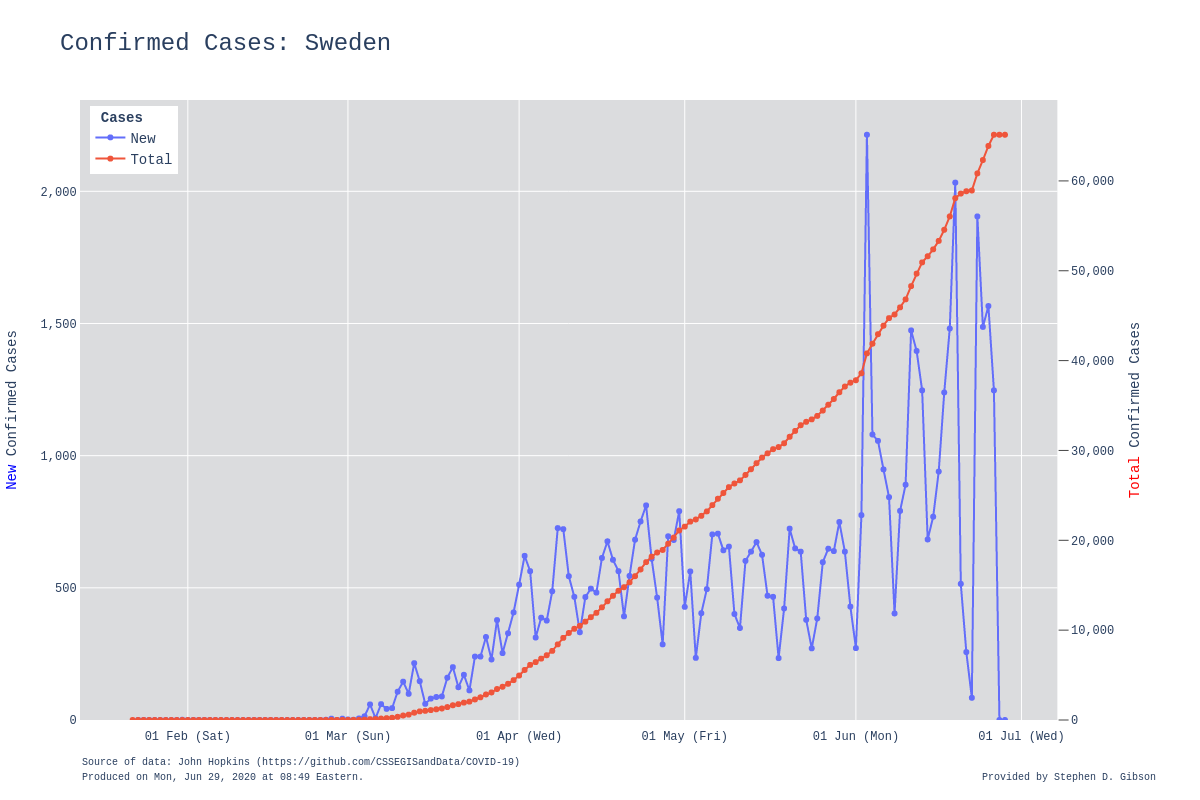 Confirmed Cases: Sweden
Cases
New
Total
2,000
1,500
1,000
500
0
60,000
50,000
40,000
30,000
20,000
10,000
0
New Confirmed Cases
Total Confirmed Cases
01 Feb (Sat) 01 Mar (Sun) 01 Apr (Wed) 01 May (Fri) 01 Jun (Mon) 01 Jul (Wed)
Source of data: John Hopkins (https://github.com/CSSEGISandData/COVID-19)
Produced on Mon, Jun 29, 2020 at 08:49 Eastern.
Provided by Stephen D. Gibson